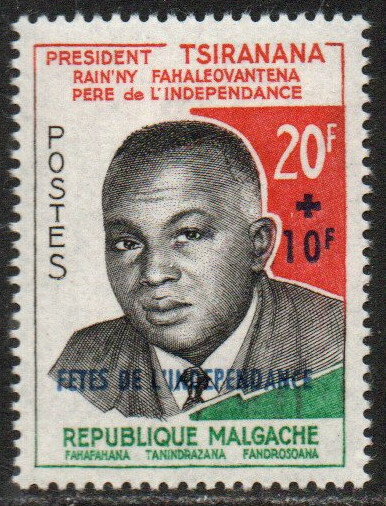 PRESIDENT TSIRANANA
RAIN'NY FAHALEOVANTENA
PERE de L'INDEPENDANCE
POSTES
20F
+
10F
FETES DE L'INDEPENDANCE
REPUBLIQUE MALGACHE
FAHAFAHANA TANINDRAZANA FANDROSOANA